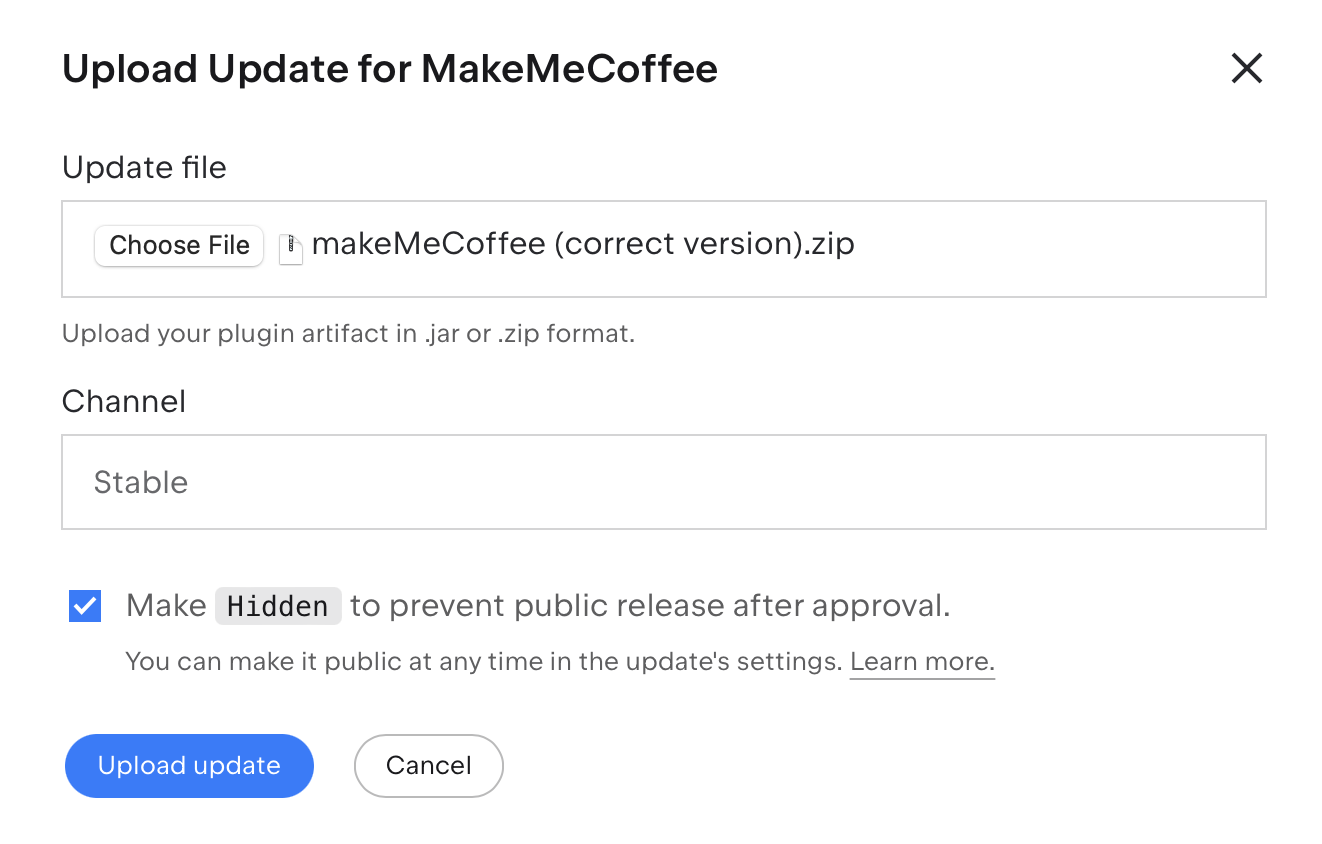 Upload Update for MakeMeCoffee
Update file
Choose File makeMeCoffee (correct version).zip
Upload your plugin artifact in .jar or .zip format.
Channel
Stable
Make Hidden to prevent public release after approval.
You can make it public at any time in the update's settings. Learn more.
Upload update Cancel